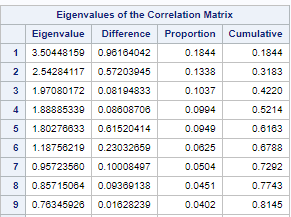 Eigenvalues of the Correlation Matrix
Eigenvalue Difference Proportion Cumulative
1 3.50448159 0.96164042 0.1844 0.1844
2 2.54284117 0.57203945 0.1338 0.3183
3 1.97080172 0.08194833 0.1037 0.4220
4 1.88885339 0.08608706 0.0994 0.5214
5 1.80276633 0.61520414 0.0949 0.6163
6 1.18756219 0.23032659 0.0625 0.6788
7 0.95723560 0.10008497 0.0504 0.7292
8 0.85715064 0.09369138 0.0451 0.7743
9 0.76345926 0.01628239 0.0402 0.8145